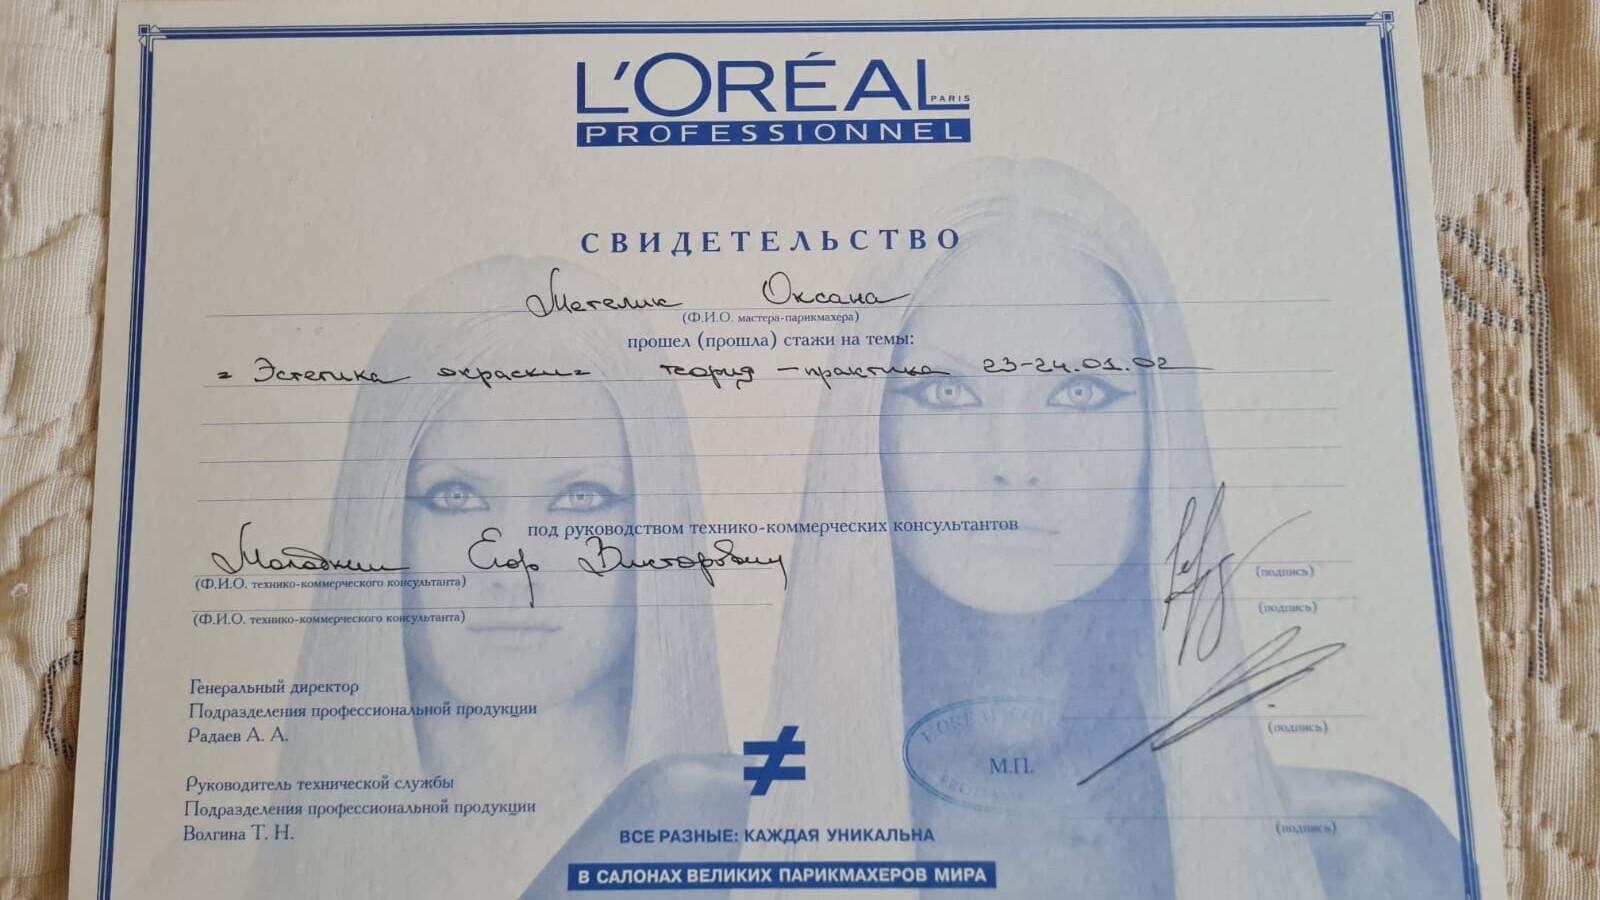 L'ORÉAL
PARIS
PROFESSIONNEL
СВИДЕТЕЛЬСТВО
Метелик Оксана
(Ф.И.О. мастера-парикмахера)
прошел (прошла) стажи на темы:
"Эстетика окраски" теория - практика 23-24.01.02
под руководством технико-коммерческих консультантов
Егор Викторович
(Ф.И.О. технико-коммерческого консультанта)
(подпись)
(Ф.И.О. технико-коммерческого консультанта)
(подпись)
Генеральный директор
Подразделения профессиональной продукции
Радаев А. А.
(подпись)
М.П.
Руководитель технической службы
Подразделения профессиональной продукции
Волгина Т. Н.
(подпись)
≠
ВСЕ РАЗНЫЕ: КАЖДАЯ УНИКАЛЬНА
В САЛОНАХ ВЕЛИКИХ ПАРИКМАХЕРОВ МИРА